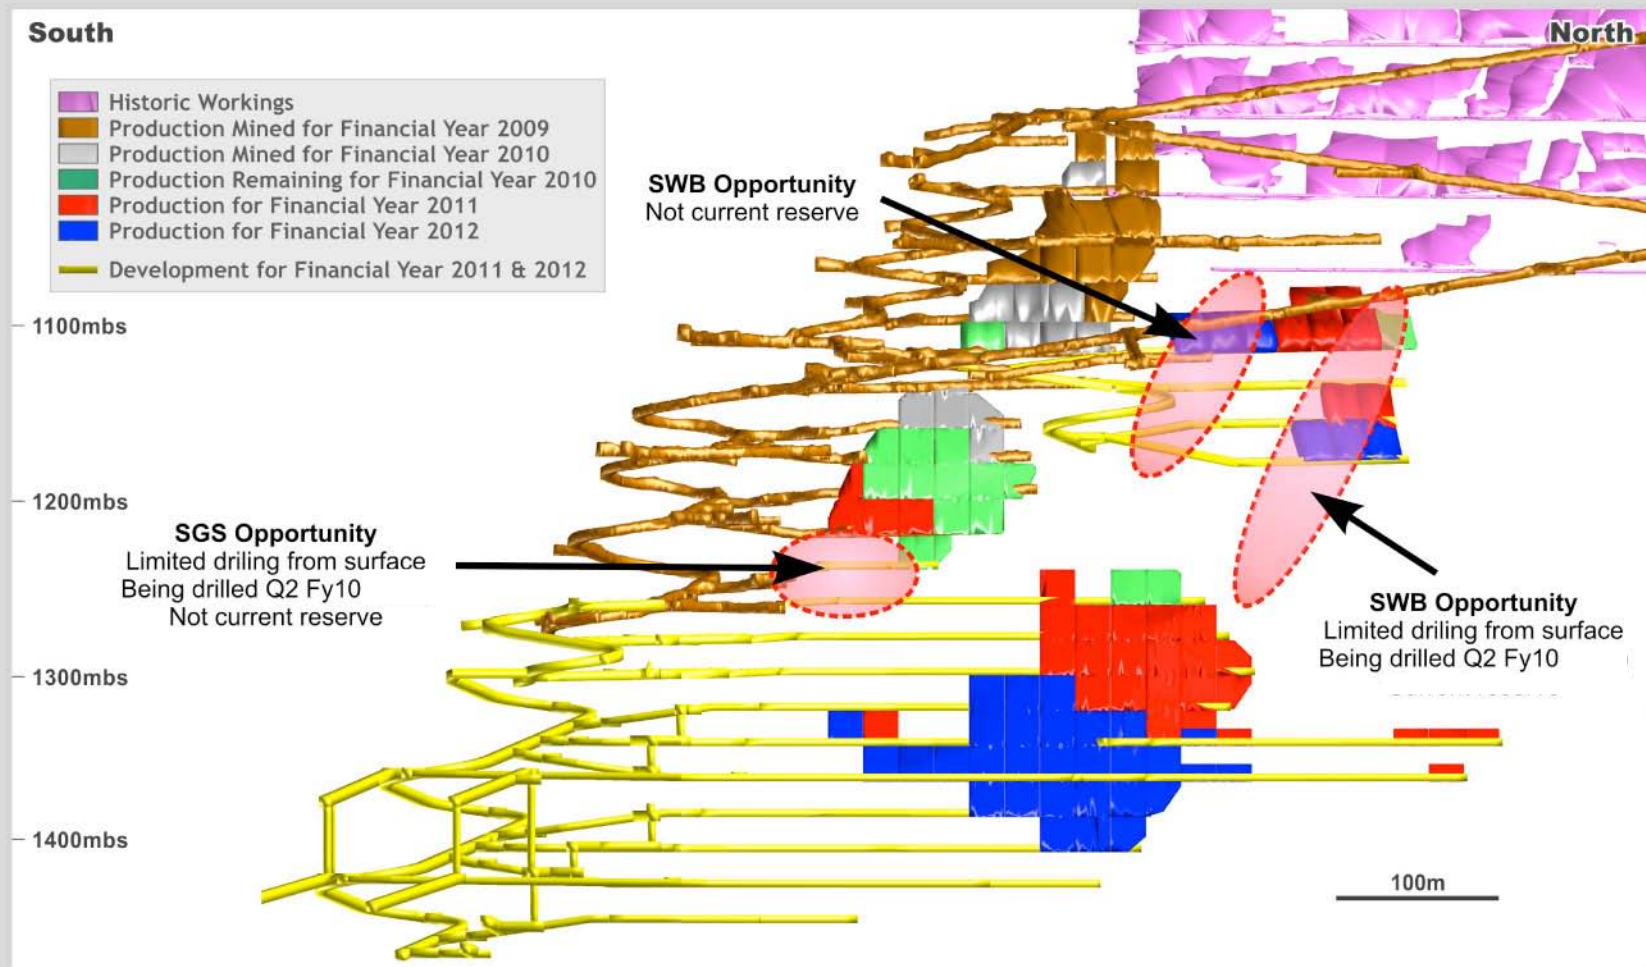 South
North
Historic Workings
Production Mined for Financial Year 2009
Production Mined for Financial Year 2010
Production Remaining for Financial Year 2010
Production for Financial Year 2011
Production for Financial Year 2012
Development for Financial Year 2011 & 2012
SWB Opportunity
Not current reserve
1100mbs
1200mbs
SGS Opportunity
Limited driling from surface
Being drilled Q2 Fy10
Not current reserve
SWB Opportunity
Limited driling from surface
Being drilled Q2 Fy10
1300mbs
1400mbs
100m